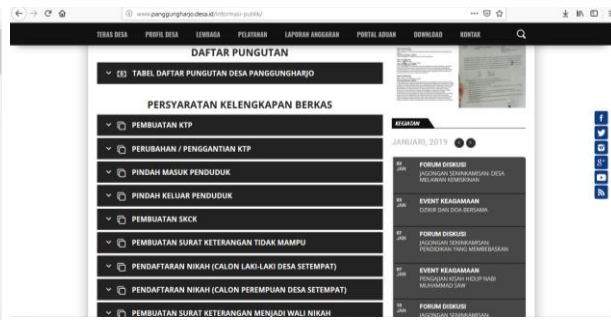 www.panggungharjo.desa.id/informasi-publik/
TERAS DESA PROFIL DESA LEMBAGA PELAYANAN LAPORAN ANGGARAN PORTAL ADUAN DOWNLOAD KONTAK
DAFTAR PUNGUTAN
TABEL DAFTAR PUNGUTAN DESA PANGGUNGHARJO
PERSYARATAN KELENGKAPAN BERKAS
PEMBUATAN KTP
PERUBAHAN / PENGGANTIAN KTP
PINDAH MASUK PENDUDUK
PINDAH KELUAR PENDUDUK
PEMBUATAN SKCK
PEMBUATAN SURAT KETERANGAN TIDAK MAMPU
PENDAFTARAN NIKAH (CALON LAKI-LAKI DESA SETEMPAT)
PENDAFTARAN NIKAH (CALON PEREMPUAN DESA SETEMPAT)
PEMBUATAN SURAT KETERANGAN MENJADI WALI NIKAH
KEGIATAN
JANUARI, 2019
JAN
FORUM DISKUSI
JAGONGAN SENINKAMISAN: DESA
MELAWAN KEMISKINAN
JAN
EVENT KEAGAMAAN
DZIKIR DAN DOA BERSAMA
JAN
FORUM DISKUSI
JAGONGAN SENINKAMISAN:
PENDIDIKAN YANG MEMBEBASKAN
JAN
EVENT KEAGAMAAN
PENGAJIAN KISAH HIDUP NABI
MUHAMMAD SAW
JAN
FORUM DISKUSI
JAGONGAN SENINKAMISAN: